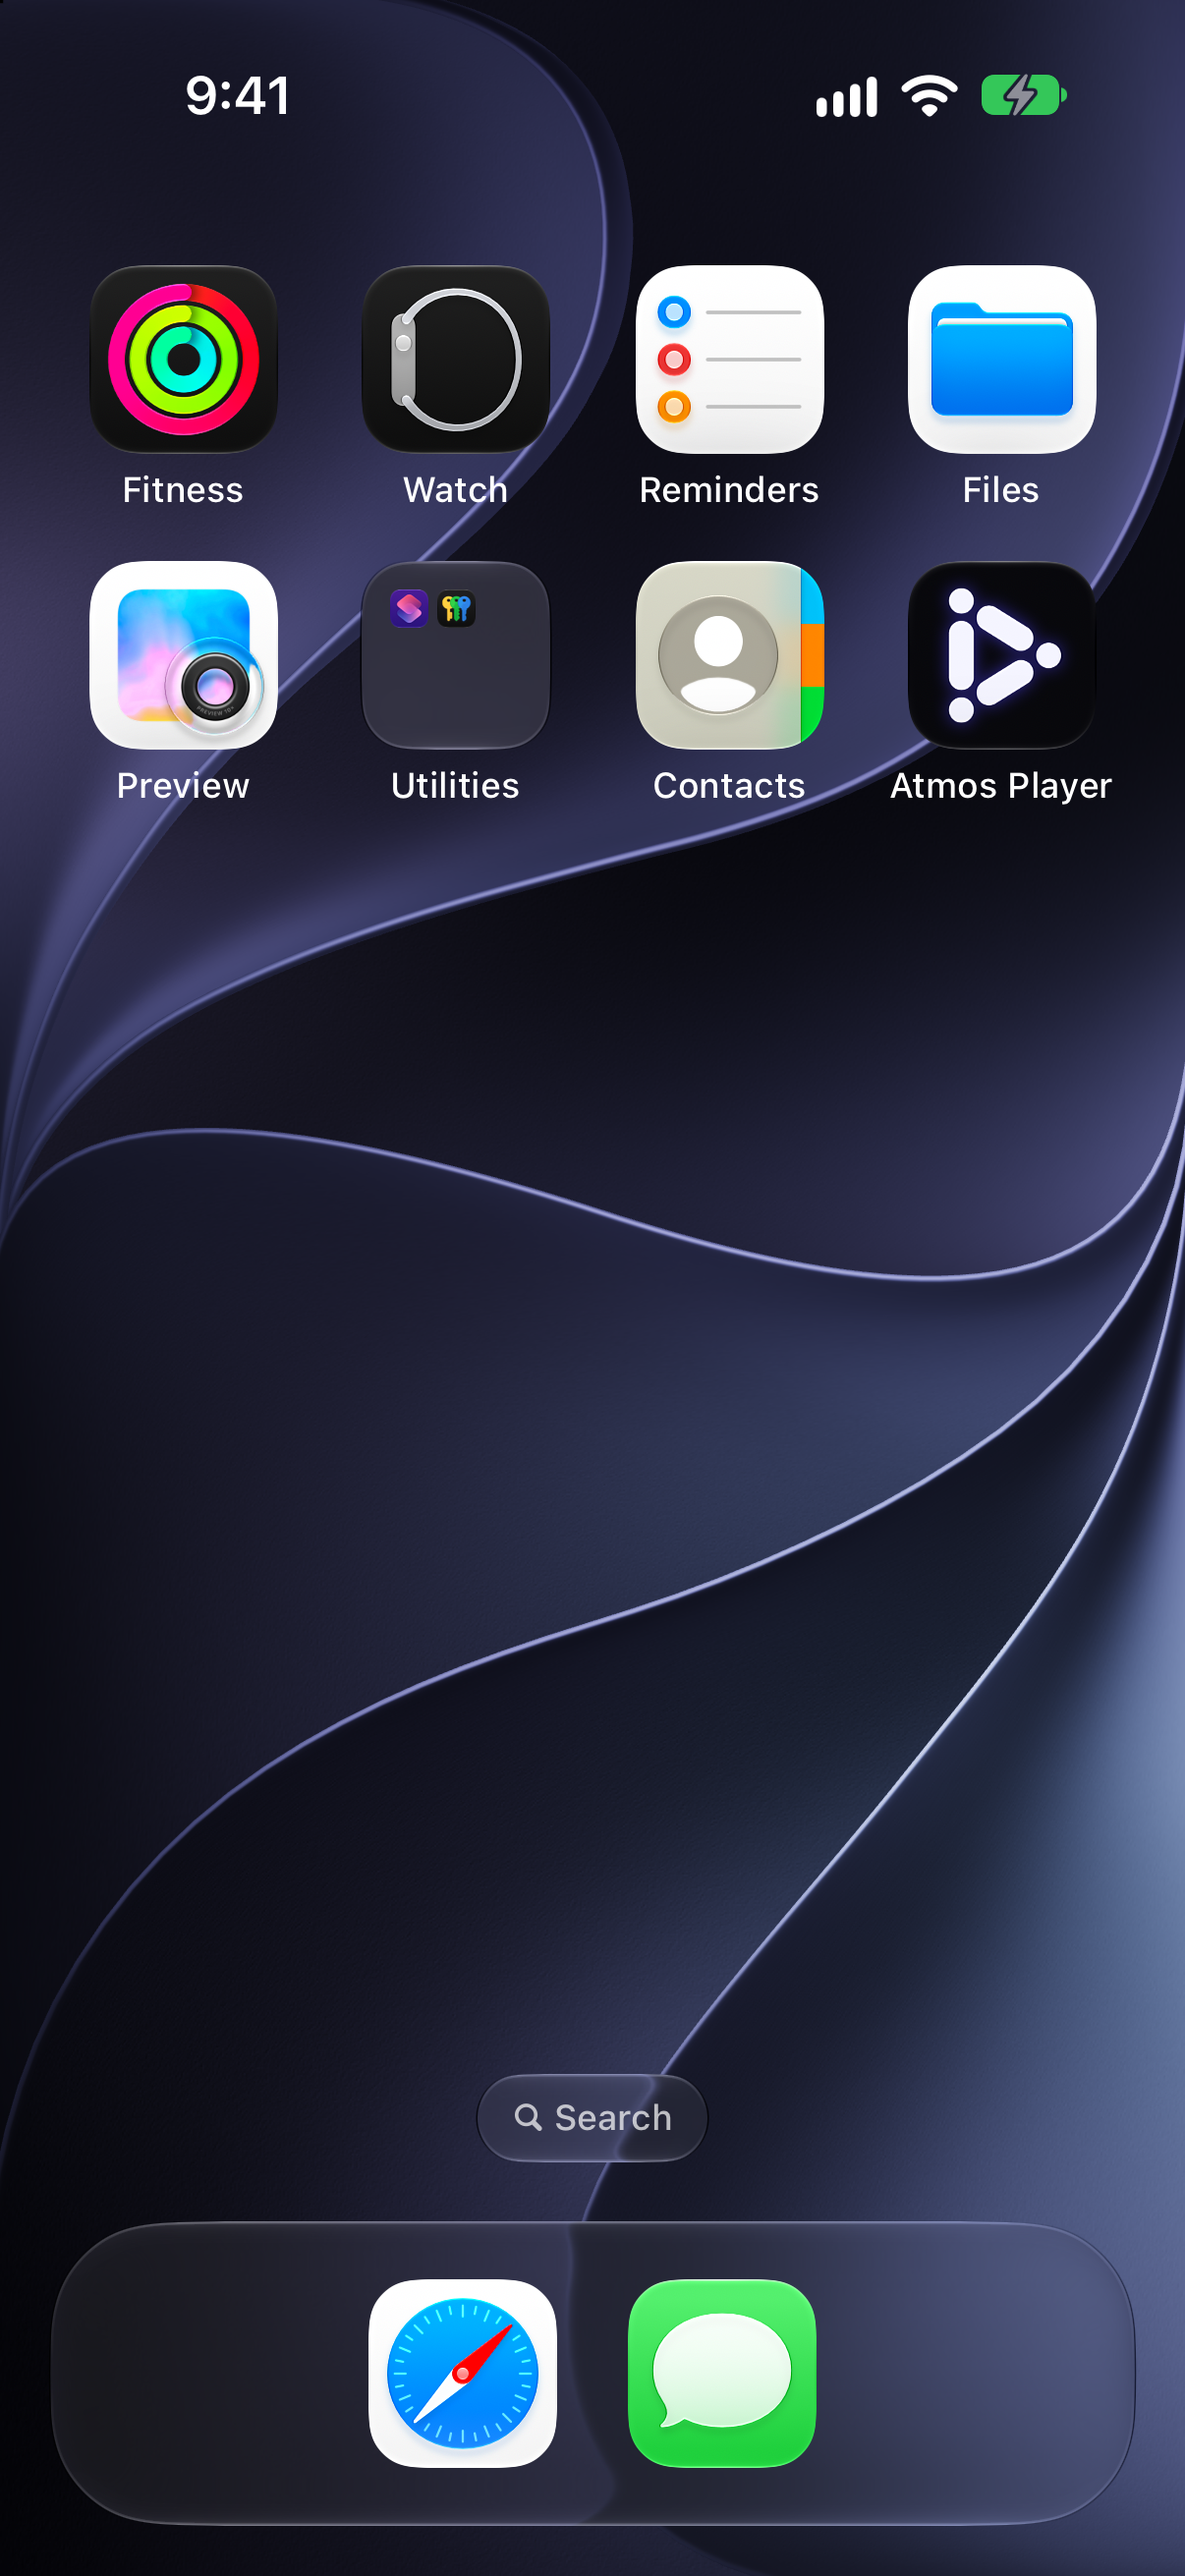 9:41
Fitness
Watch
Reminders
Files
Preview
Utilities
Contacts
Atmos Player
Search